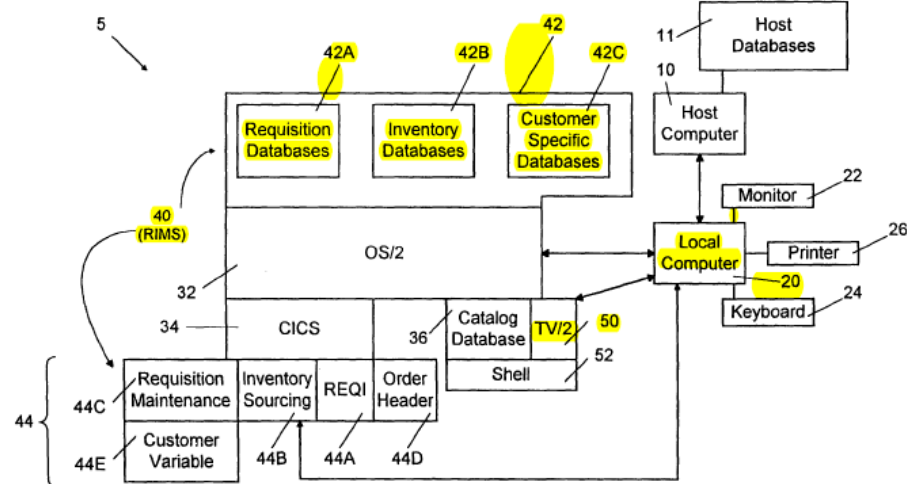 5
42A
42B
42
42C
11
Host
Databases
10
Host
Computer
Requisition
Databases
Inventory
Databases
Customer
Specific
Databases
22
Monitor
40
(RIMS)
OS/2
Local
Computer
Printer
26
20
24
Keyboard
32
34
CICS
36
Catalog
Database
TV/2
50
52
Shell
44
44C
Requisition
Maintenance
Inventory
Sourcing
REQI
Order
Header
44E
Customer
Variable
44B
44A
44D